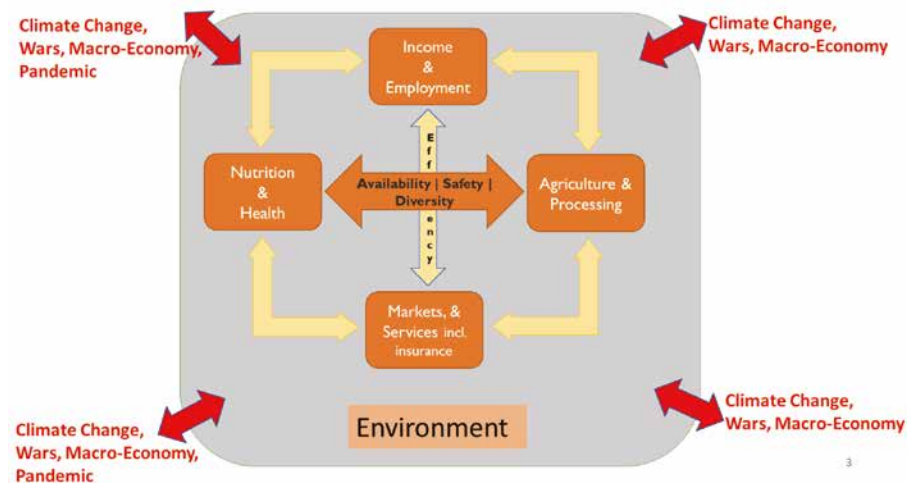 Climate Change,
Wars, Macro-Economy,
Pandemic
Climate Change,
Wars, Macro-Economy
Income
&
Employment
Eff
Nutrition
&
Health
Availability | Safety |
Diversity
Agriculture &
Processing
ency
Markets, &
Services incl.
insurance
Climate Change,
Wars, Macro-Economy,
Pandemic
Environment
Climate Change,
Wars, Macro-Economy
3